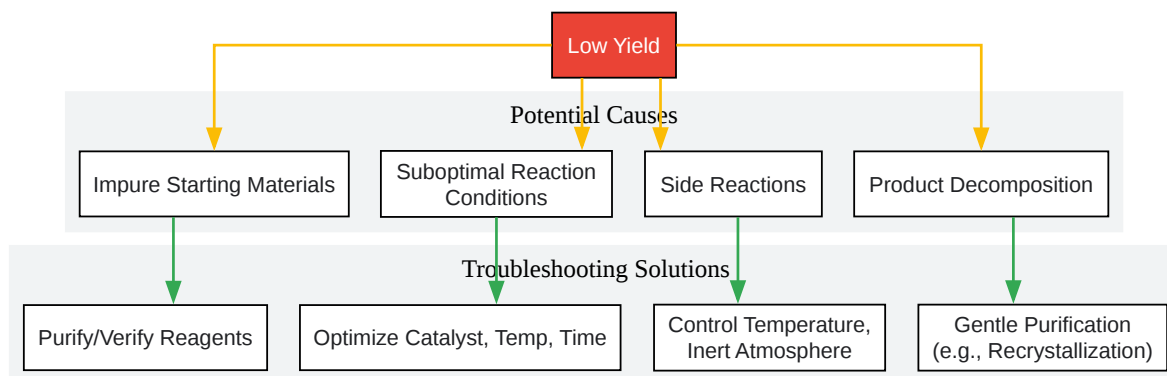 Low Yield
Potential Causes
Impure Starting Materials
Suboptimal Reaction
Conditions
Side Reactions
Product Decomposition
Troubleshooting Solutions
Purify/Verify Reagents
Optimize Catalyst, Temp, Time
Control Temperature,
Inert Atmosphere
Gentle Purification
(e.g., Recrystallization)